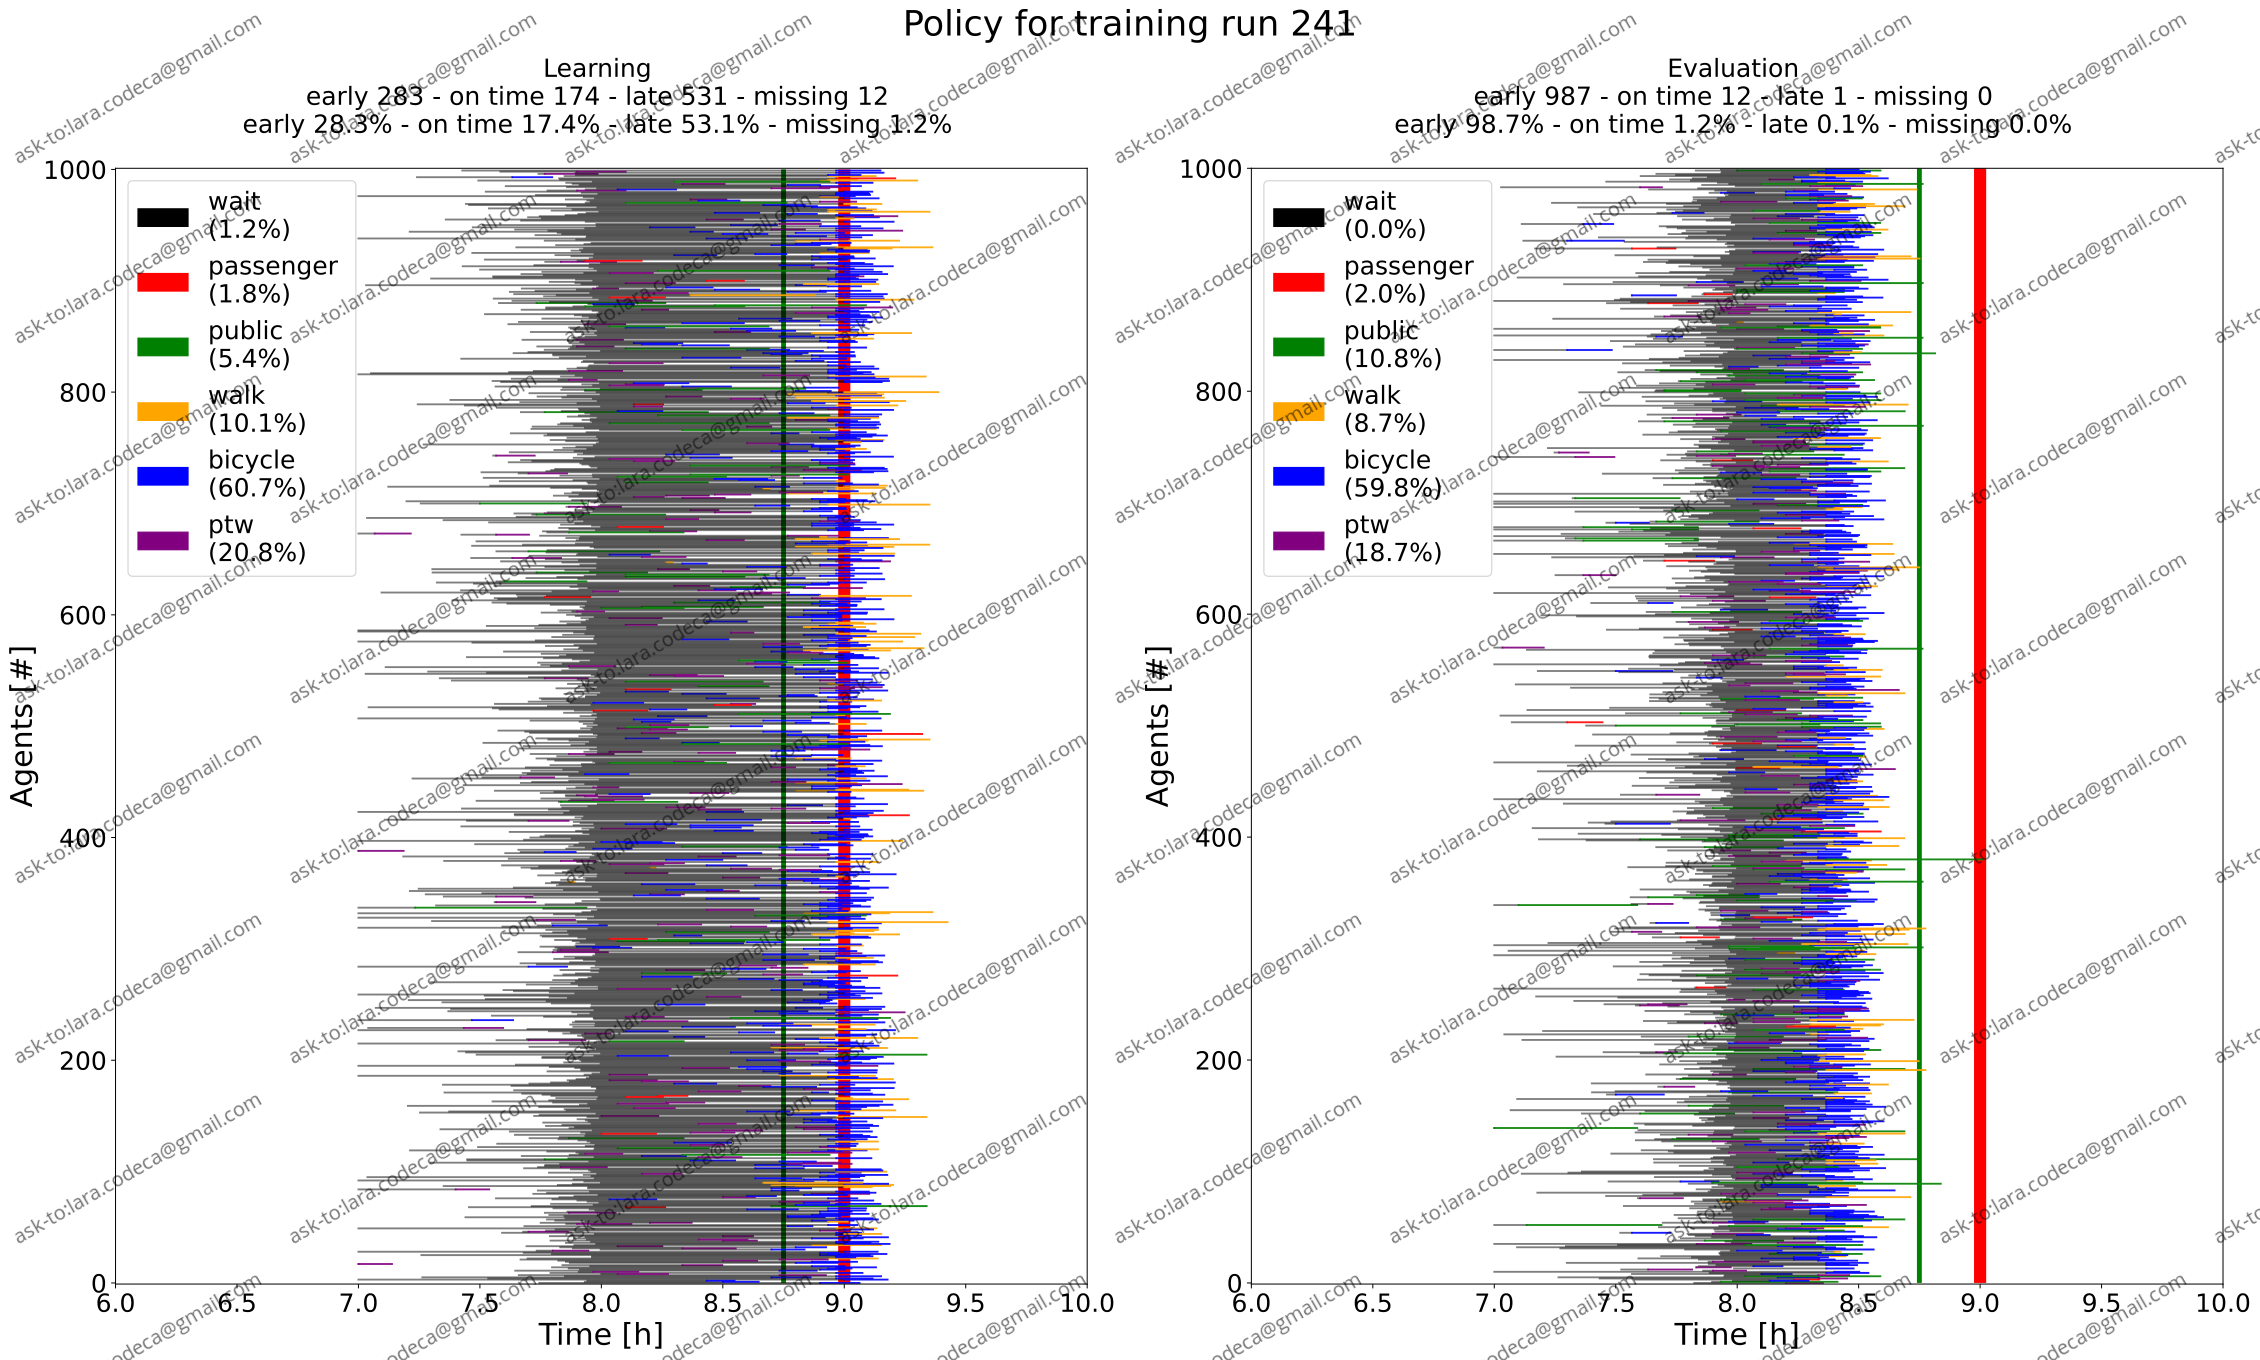 Policy for training run 241
Learning
early 283 - on time 174 - late 531 - missing 12
early 28.3% - on time 17.4% - late 53.1% - missing 1.2%
1000
800
600
400
200
0
Agents [#]
wait
(1.2%)
passenger
(1.8%)
public
(5.4%)
walk
(10.1%)
bicycle
(60.7%)
ptw
(20.8%)
6.0 6.5 7.0 7.5 8.0 8.5 9.0 9.5 10.0
Time [h]
Evaluation
early 987 - on time 12 - late 1 - missing 0
early 98.7% - on time 1.2% - late 0.1% - missing 0.0%
1000
800
600
400
200
0
Agents [#]
wait
(0.0%)
passenger
(2.0%)
public
(10.8%)
walk
(8.7%)
bicycle
(59.8%)
ptw
(18.7%)
6.0 6.5 7.0 7.5 8.0 8.5 9.0 9.5 10.0
Time [h]
ask-to:lara.codeca@gmail.com